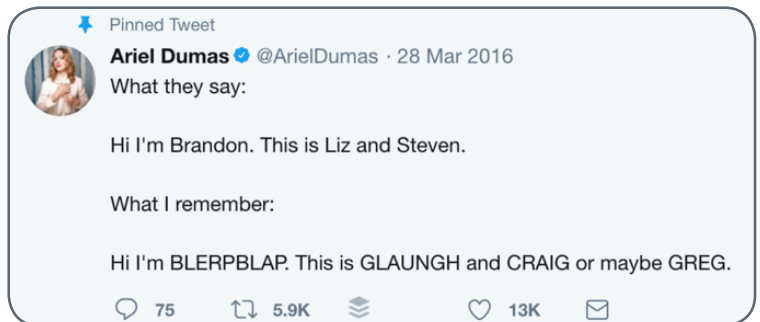 Pinned Tweet
Ariel Dumas @ArielDumas · 28 Mar 2016
What they say:
Hi I'm Brandon. This is Liz and Steven.
What I remember:
Hi I'm BLERPBLAP. This is GLAUNGH and CRAIG or maybe GREG.
75 5.9K 13K